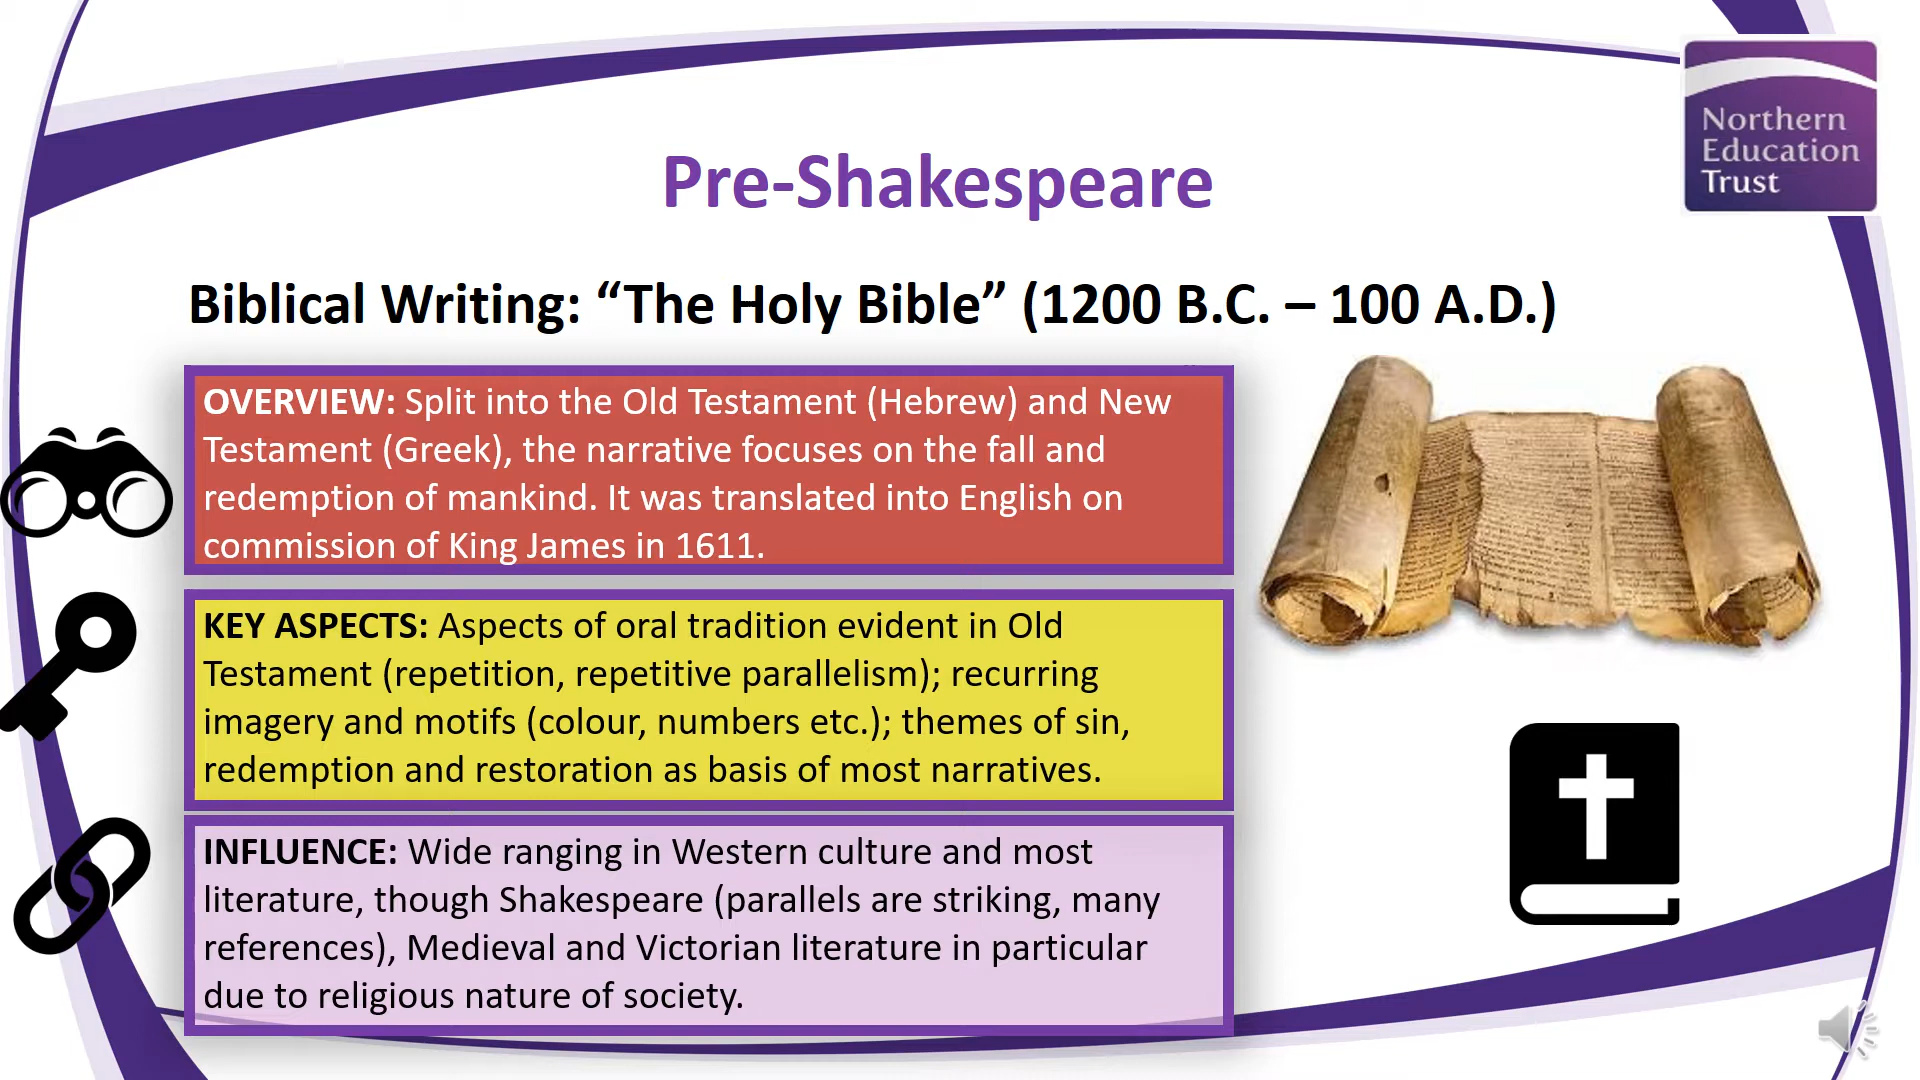 Northern
Education
Trust
Pre-Shakespeare
Biblical Writing: “The Holy Bible” (1200 B.C. – 100 A.D.)
OVERVIEW: Split into the Old Testament (Hebrew) and New
Testament (Greek), the narrative focuses on the fall and
redemption of mankind. It was translated into English on
commission of King James in 1611.
KEY ASPECTS: Aspects of oral tradition evident in Old
Testament (repetition, repetitive parallelism); recurring
imagery and motifs (colour, numbers etc.); themes of sin,
redemption and restoration as basis of most narratives.
INFLUENCE: Wide ranging in Western culture and most
literature, though Shakespeare (parallels are striking, many
references), Medieval and Victorian literature in particular
due to religious nature of society.